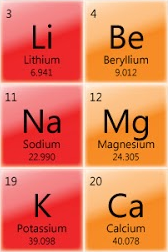 3 4
Li Be
Lithium Beryllium
6.941 9.012
11 12
Na Mg
Sodium Magnesium
22.990 24.305
19 20
K Ca
Potassium Calcium
39.098 40.078